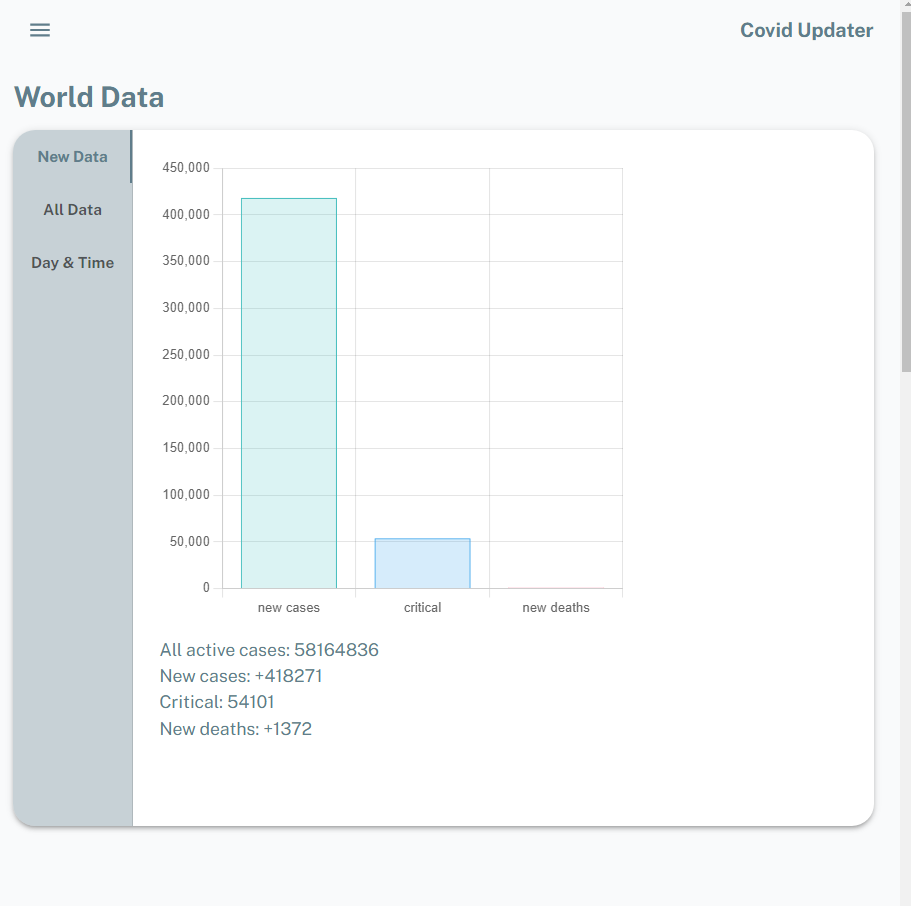 Covid Updater
World Data
New Data
All Data
Day & Time
450,000
400,000
350,000
300,000
250,000
200,000
150,000
100,000
50,000
0
new cases critical new deaths
All active cases: 58164836
New cases: +418271
Critical: 54101
New deaths: +1372